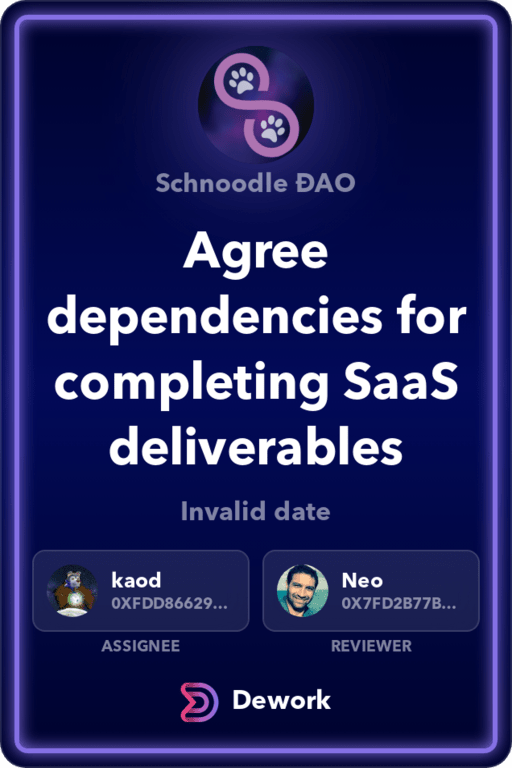 Schnoodle ĐAO
Agree
dependencies for
completing SaaS
deliverables
Invalid date
kaod
0XFDD86629...
Neo
0X7FD2B77B...
ASSIGNEE
REVIEWER
Dework